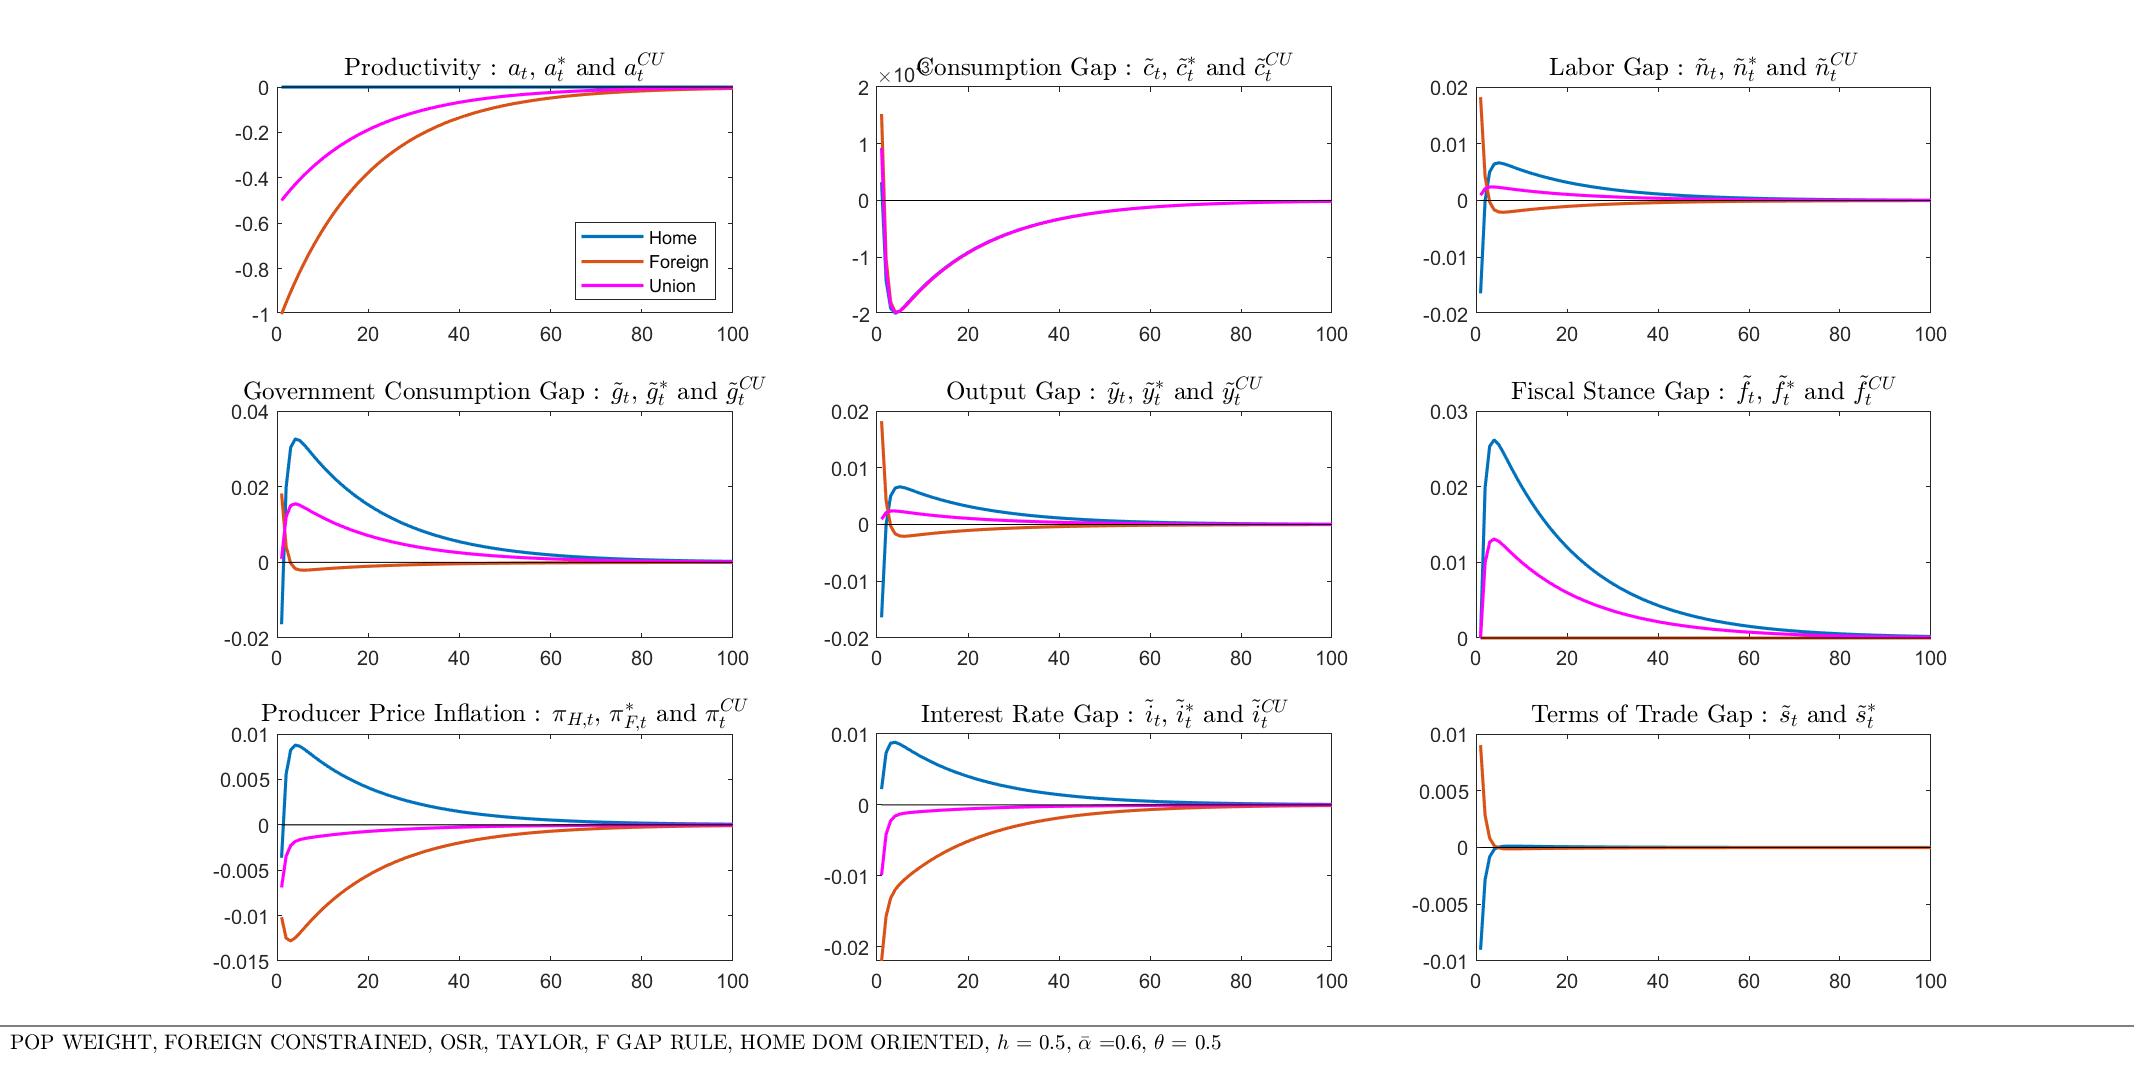 Productivity : a_t, a_t^* and a_t^{CU}
0
-0.2
-0.4
-0.6
-0.8
-1
0 20 40 60 80 100
Home
Foreign
Union
Consumption Gap : c̃_t, c̃_t^* and c̃_t^{CU}
2
1
0
-1
-2
0 20 40 60 80 100
Labor Gap : ñ_t, ñ_t^* and ñ_t^{CU}
0.02
0.01
0
-0.01
-0.02
0 20 40 60 80 100
Government Consumption Gap : g̃_t, g̃_t^* and g̃_t^{CU}
0.04
0.02
0
-0.02
0 20 40 60 80 100
Output Gap : ỹ_t, ỹ_t^* and ỹ_t^{CU}
0.02
0.01
0
-0.01
-0.02
0 20 40 60 80 100
Fiscal Stance Gap : f̃_t, f̃_t^* and f̃_t^{CU}
0.03
0.02
0.01
0
0 20 40 60 80 100
Producer Price Inflation : π_{H,t}, π_{F,t}^* and π_t^{CU}
0.01
0.005
0
-0.005
-0.01
-0.015
0 20 40 60 80 100
Interest Rate Gap : ĩ_t, ĩ_t^* and ĩ_t^{CU}
0.01
0
-0.01
-0.02
0 20 40 60 80 100
Terms of Trade Gap : s̃_t and s̃_t^*
0.01
0.005
0
-0.005
-0.01
0 20 40 60 80 100
POP WEIGHT, FOREIGN CONSTRAINED, OSR, TAYLOR, F GAP RULE, HOME DOM ORIENTED, h = 0.5, ᾱ =0.6, θ = 0.5